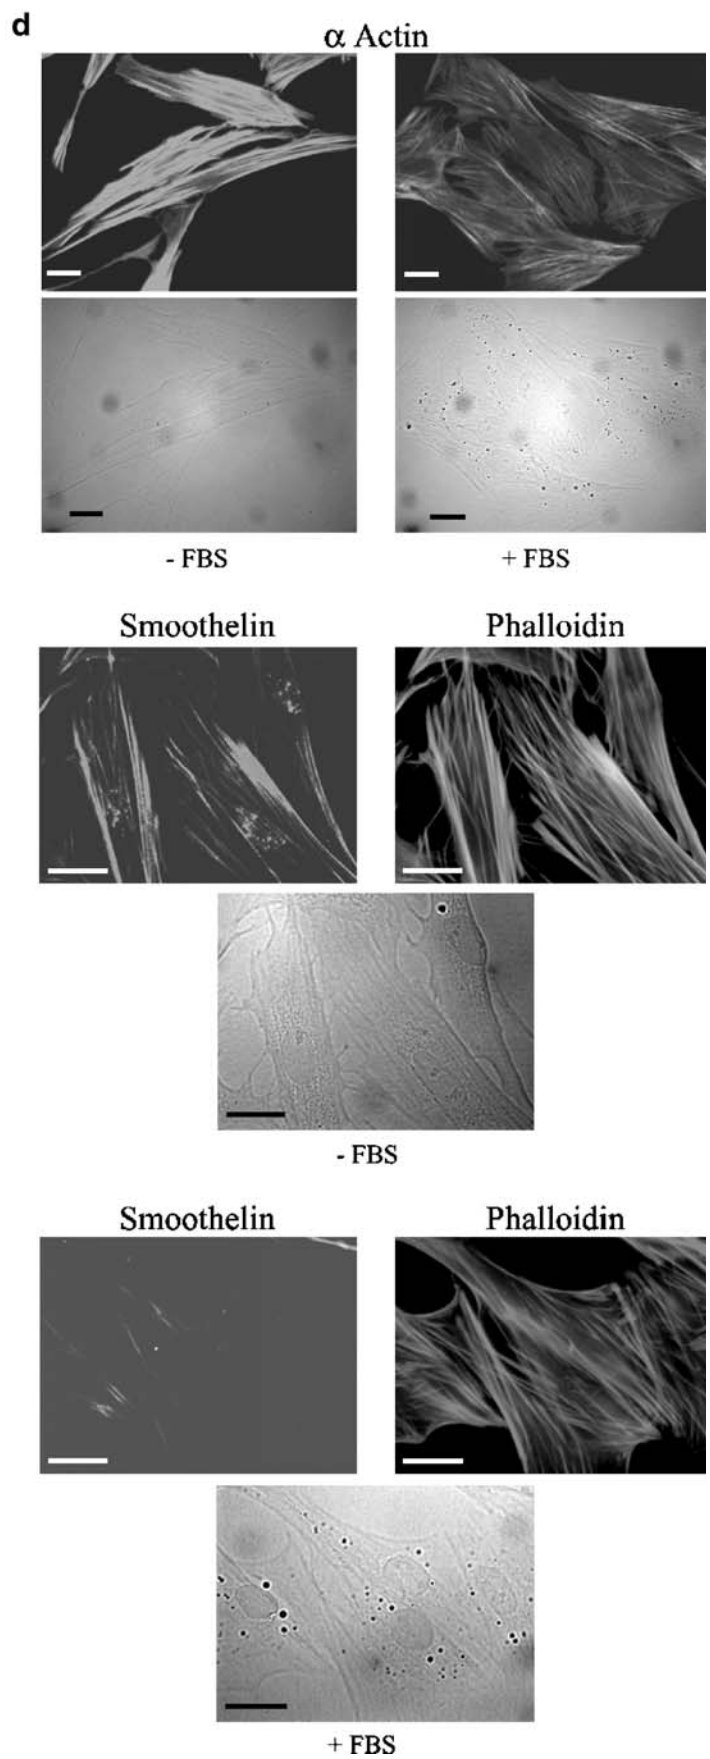 d
α Actin
- FBS
+ FBS
Smoothelin
Phalloidin
- FBS
Smoothelin
Phalloidin
+ FBS